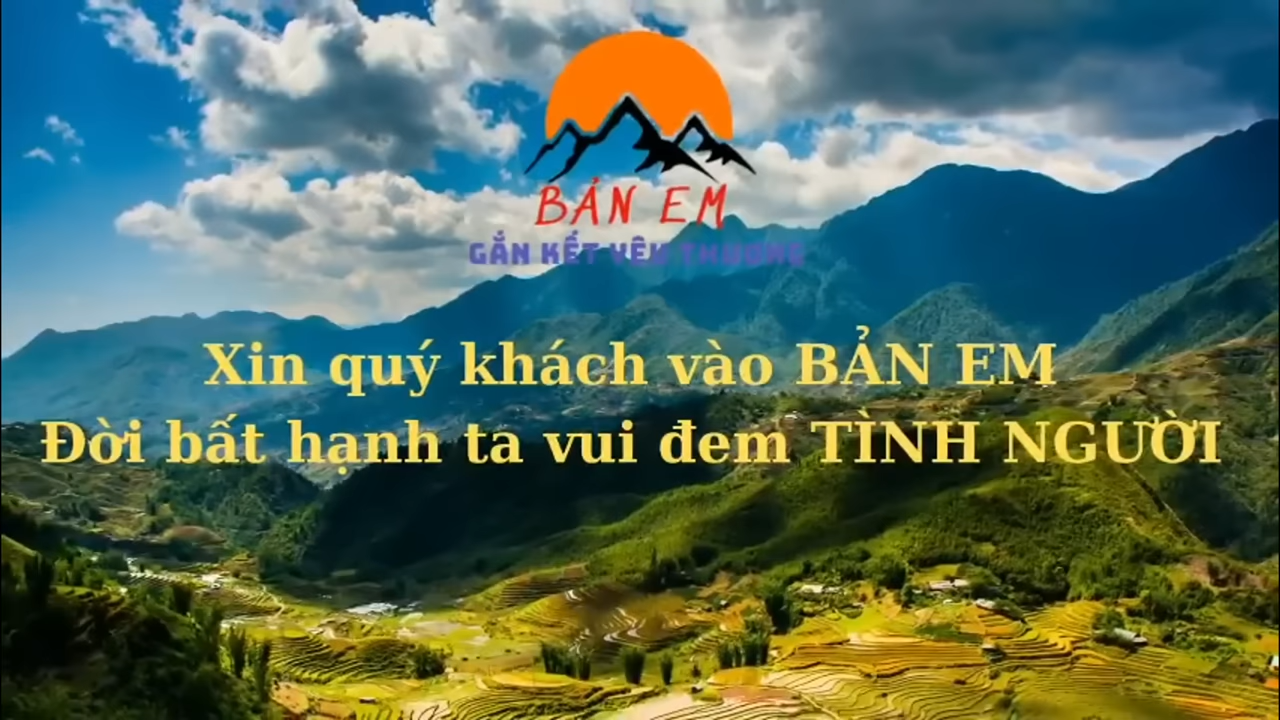 BẢN EM
GẮN KẾT YÊU THƯƠNG
Xin quý khách vào BẢN EM
Đời bất hạnh ta vui đem TÌNH NGƯỜI